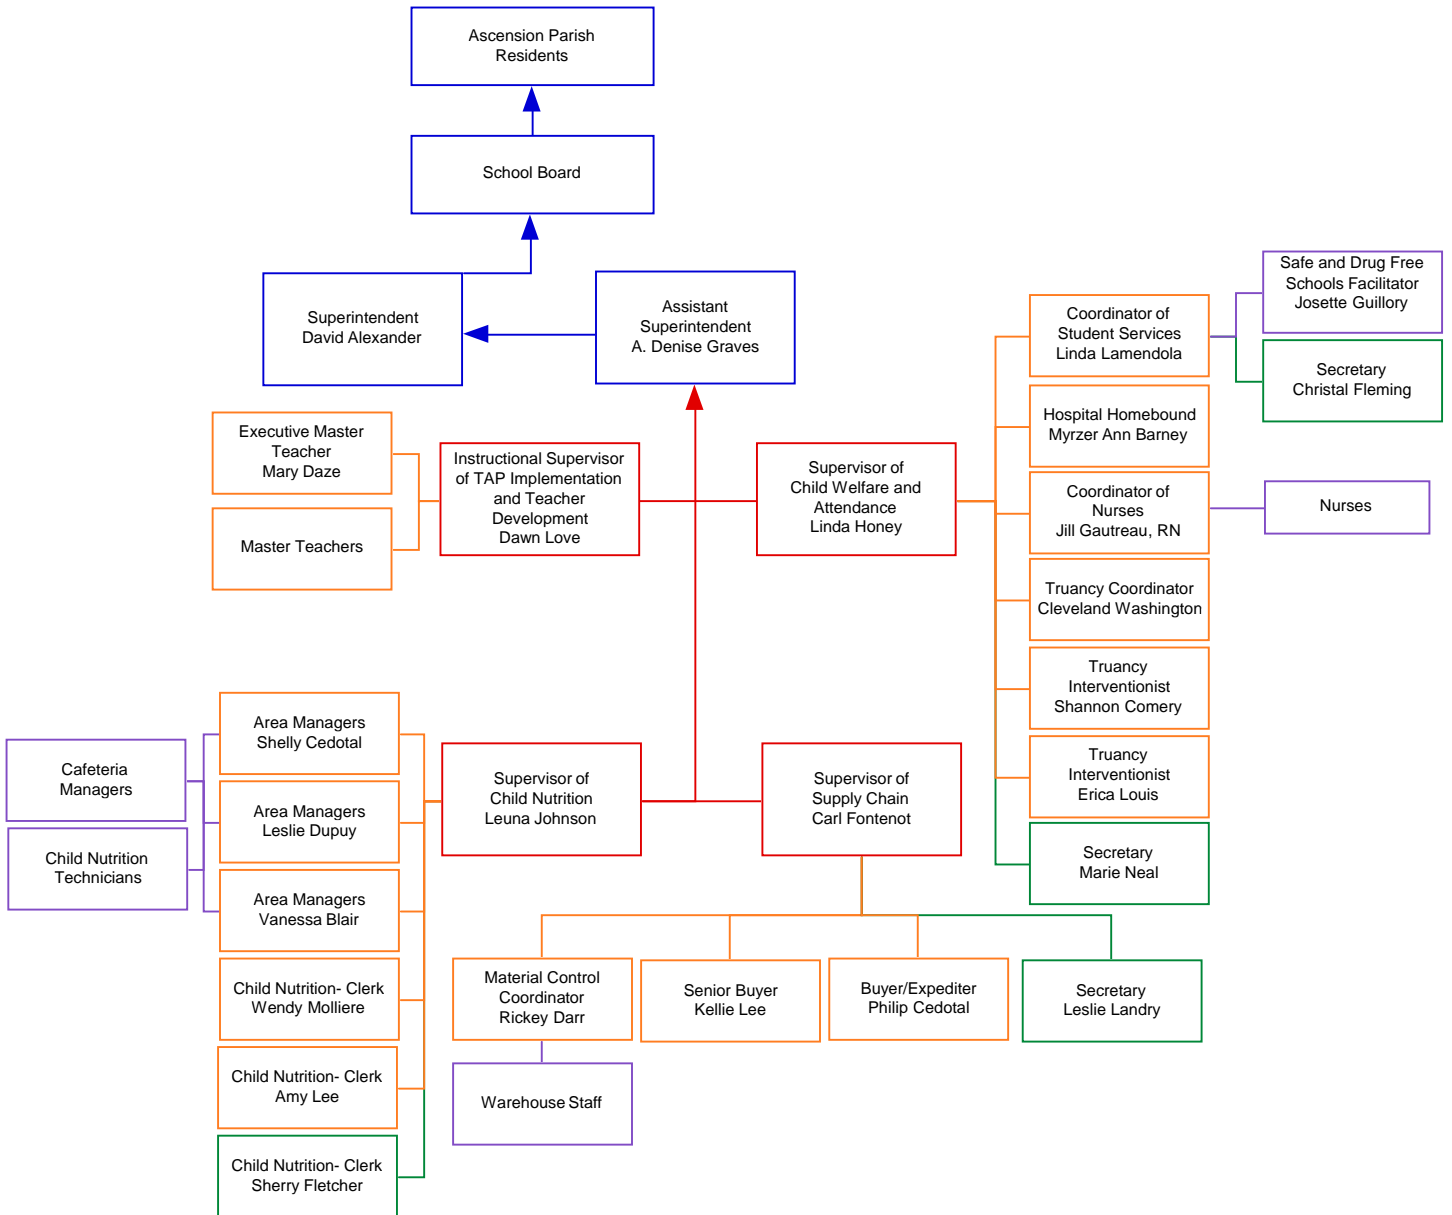 Ascension Parish
Residents
School Board
Superintendent
David Alexander
Assistant
Superintendent
A. Denise Graves
Executive Master
Teacher
Mary Daze
Master Teachers
Instructional Supervisor
of TAP Implementation
and Teacher
Development
Dawn Love
Supervisor of
Child Welfare and
Attendance
Linda Honey
Coordinator of
Student Services
Linda Lamendola
Safe and Drug Free
Schools Facilitator
Josette Guillory
Secretary
Christal Fleming
Hospital Homebound
Myrzer Ann Barney
Coordinator of
Nurses
Jill Gautreau, RN
Nurses
Truancy Coordinator
Cleveland Washington
Truancy
Interventionist
Shannon Comery
Truancy
Interventionist
Erica Louis
Secretary
Marie Neal
Cafeteria
Managers
Child Nutrition
Technicians
Area Managers
Shelly Cedotal
Area Managers
Leslie Dupuy
Area Managers
Vanessa Blair
Child Nutrition- Clerk
Wendy Molliere
Child Nutrition- Clerk
Amy Lee
Child Nutrition- Clerk
Sherry Fletcher
Supervisor of
Child Nutrition
Leuna Johnson
Supervisor of
Supply Chain
Carl Fontenot
Material Control
Coordinator
Rickey Darr
Senior Buyer
Kellie Lee
Buyer/Expediter
Philip Cedotal
Secretary
Leslie Landry
Warehouse Staff